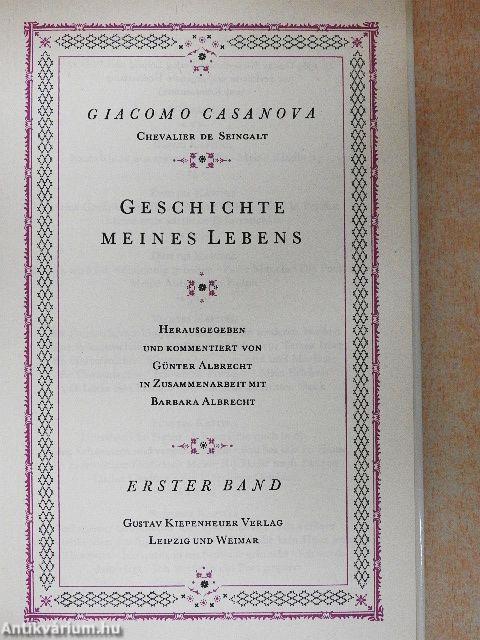 GIACOMO CASANOVA
CHEVALIER DE SEINGALT
GESCHICHTE
MEINES LEBENS
HERAUSGEGEBEN
UND KOMMENTIERT VON
GÜNTER ALBRECHT
IN ZUSAMMENARBEIT MIT
BARBARA ALBRECHT
ERSTER BAND
GUSTAV KIEPENHEUER VERLAG
LEIPZIG UND WEIMAR
Antikvárium.hu